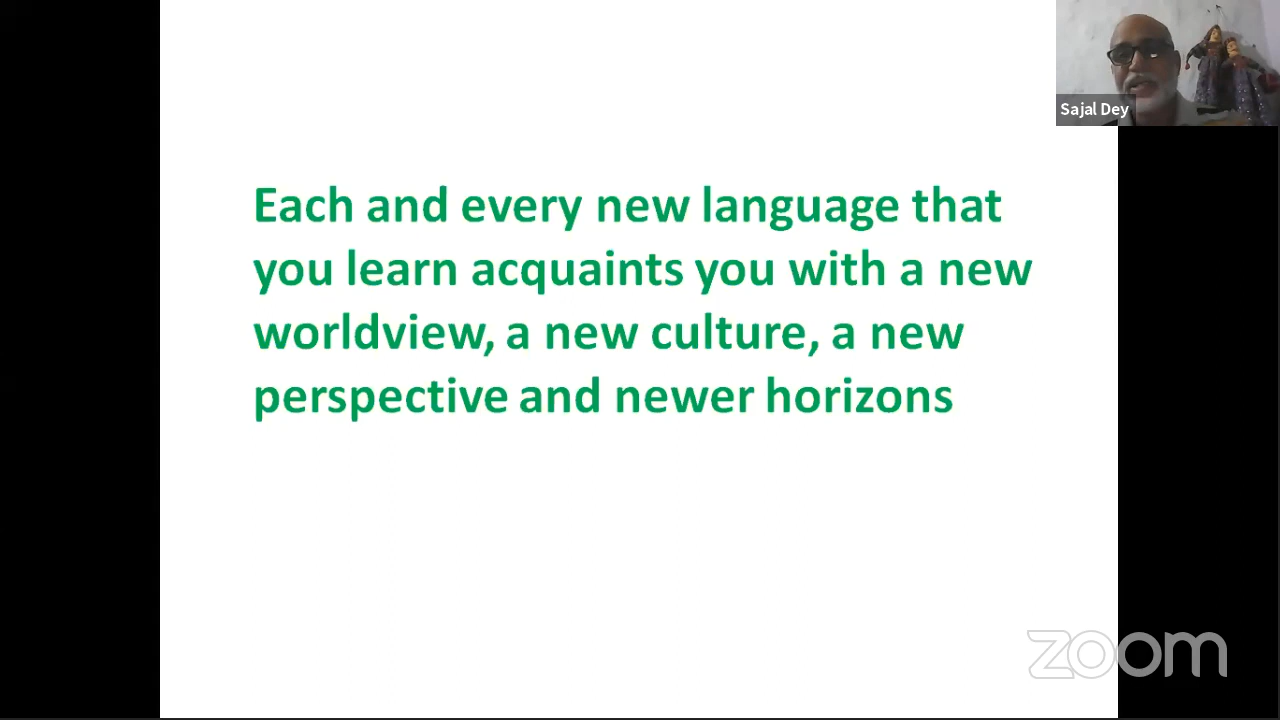 Sajal Dey
Each and every new language that
you learn acquaints you with a new
worldview, a new culture, a new
perspective and newer horizons
zoom